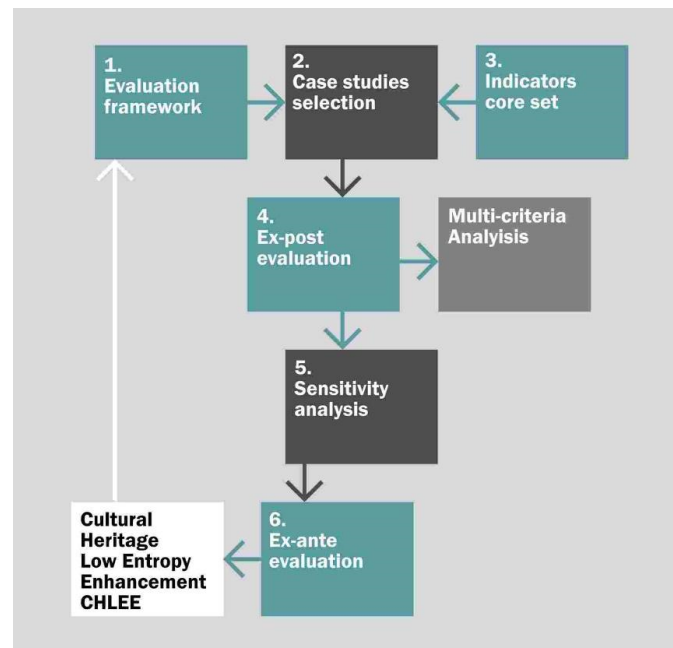 1.
Evaluation
framework
2.
Case studies
selection
3.
Indicators
core set
4.
Ex-post
evaluation
Multi-criteria
Analyisis
5.
Sensitivity
analysis
6.
Ex-ante
evaluation
Cultural
Heritage
Low Entropy
Enhancement
CHLEE